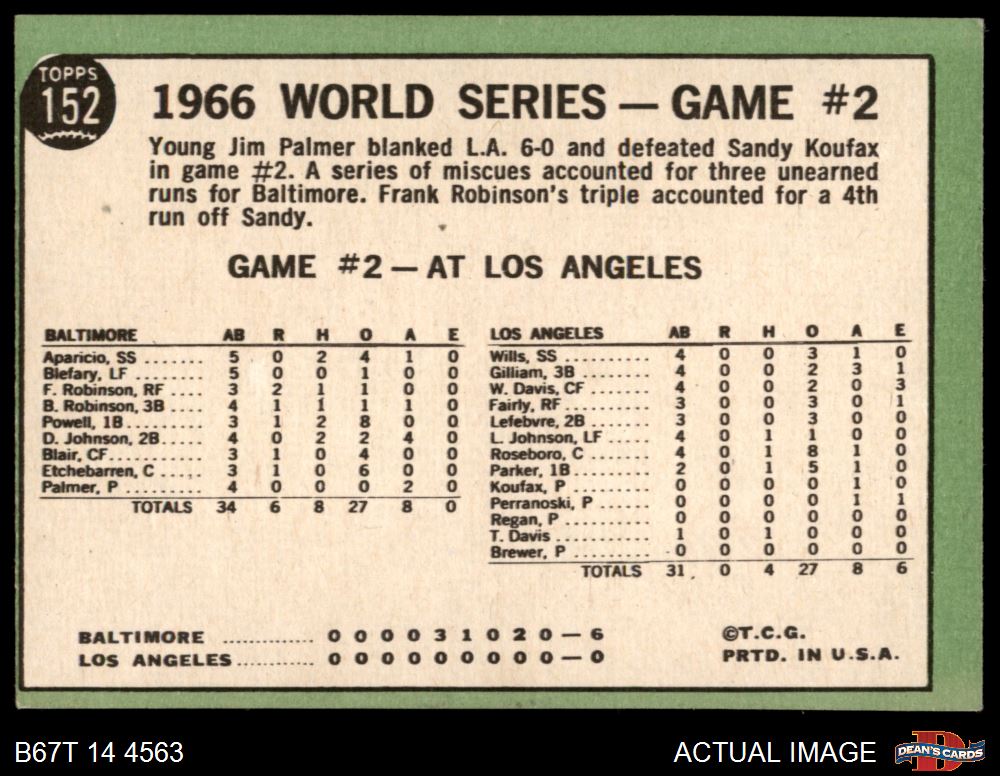 TOPPS
152
1966 WORLD SERIES — GAME #2
Young Jim Palmer blanked L.A. 6-0 and defeated Sandy Koufax
in game #2. A series of miscues accounted for three unearned
runs for Baltimore. Frank Robinson's triple accounted for a 4th
run off Sandy.
GAME #2 — AT LOS ANGELES
BALTIMORE AB R H O A E
Aparicio, SS ....... 5 0 2 4 1 0
Blefary, LF ........ 5 0 0 1 0 0
F. Robinson, RF .... 3 2 1 1 0 0
B. Robinson, 3B .... 4 1 1 1 1 0
Powell, 1B ......... 3 1 2 8 0 0
D. Johnson, 2B ..... 4 0 2 2 4 0
Blair, CF .......... 3 1 0 4 0 0
Etchebarren, C ..... 3 1 0 6 0 0
Palmer, P .......... 4 0 0 0 2 0
TOTALS 34 6 8 27 8 0
LOS ANGELES AB R H O A E
Wills, SS .......... 4 0 0 3 1 0
Gilliam, 3B ........ 4 0 0 2 3 1
W. Davis, CF ....... 4 0 0 2 0 3
Fairly, RF ......... 3 0 0 3 0 1
Lefebvre, 2B ....... 3 0 0 3 0 0
L. Johnson, LF ..... 4 0 1 1 0 0
Roseboro, C ........ 4 0 1 8 1 0
Parker, 1B ......... 2 0 1 5 1 0
Koufax, P .......... 0 0 0 0 1 0
Perranoski, P ...... 0 0 0 0 1 1
Regan, P ........... 0 0 0 0 0 0
T. Davis ........... 1 0 1 0 0 0
Brewer, P .......... 0 0 0 0 0 0
TOTALS 31 0 4 27 8 6
BALTIMORE ............ 0 0 0 0 3 1 0 2 0 — 6
LOS ANGELES ............ 0 0 0 0 0 0 0 0 0 — 0
©T.C.G.
PRTD. IN U.S.A.
B67T 14 4563
ACTUAL IMAGE
D
DEAN'S CARDS